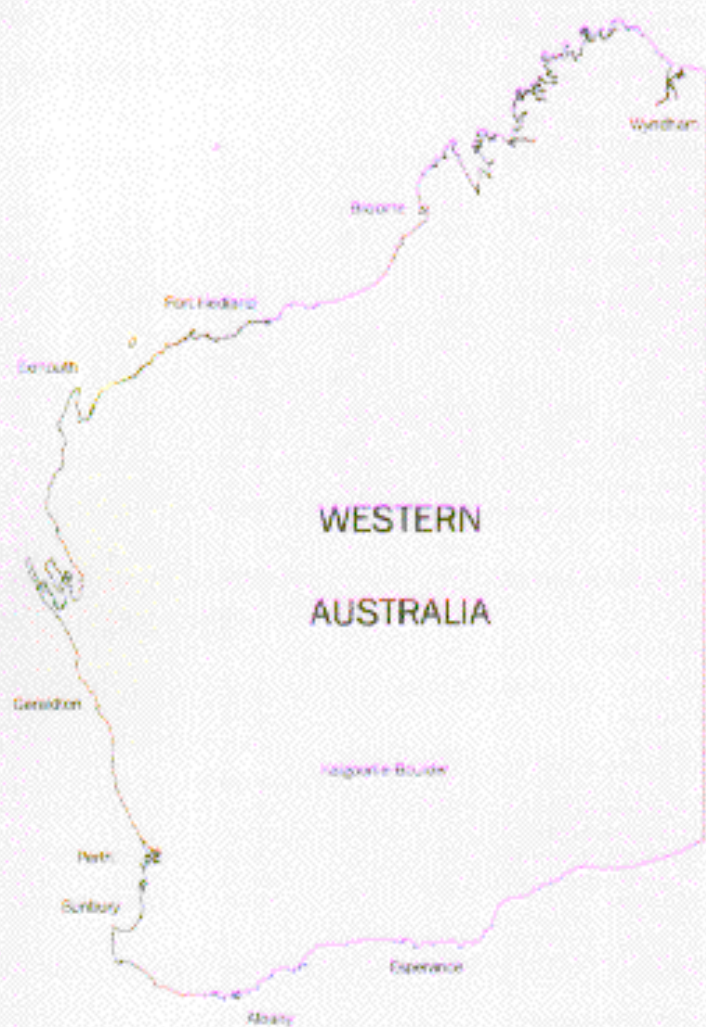 Wyndham
Broome
Port Hedland
Exmouth
WESTERN
AUSTRALIA
Geraldton
Kalgoorlie-Boulder
Perth
Bunbury
Esperance
Albany